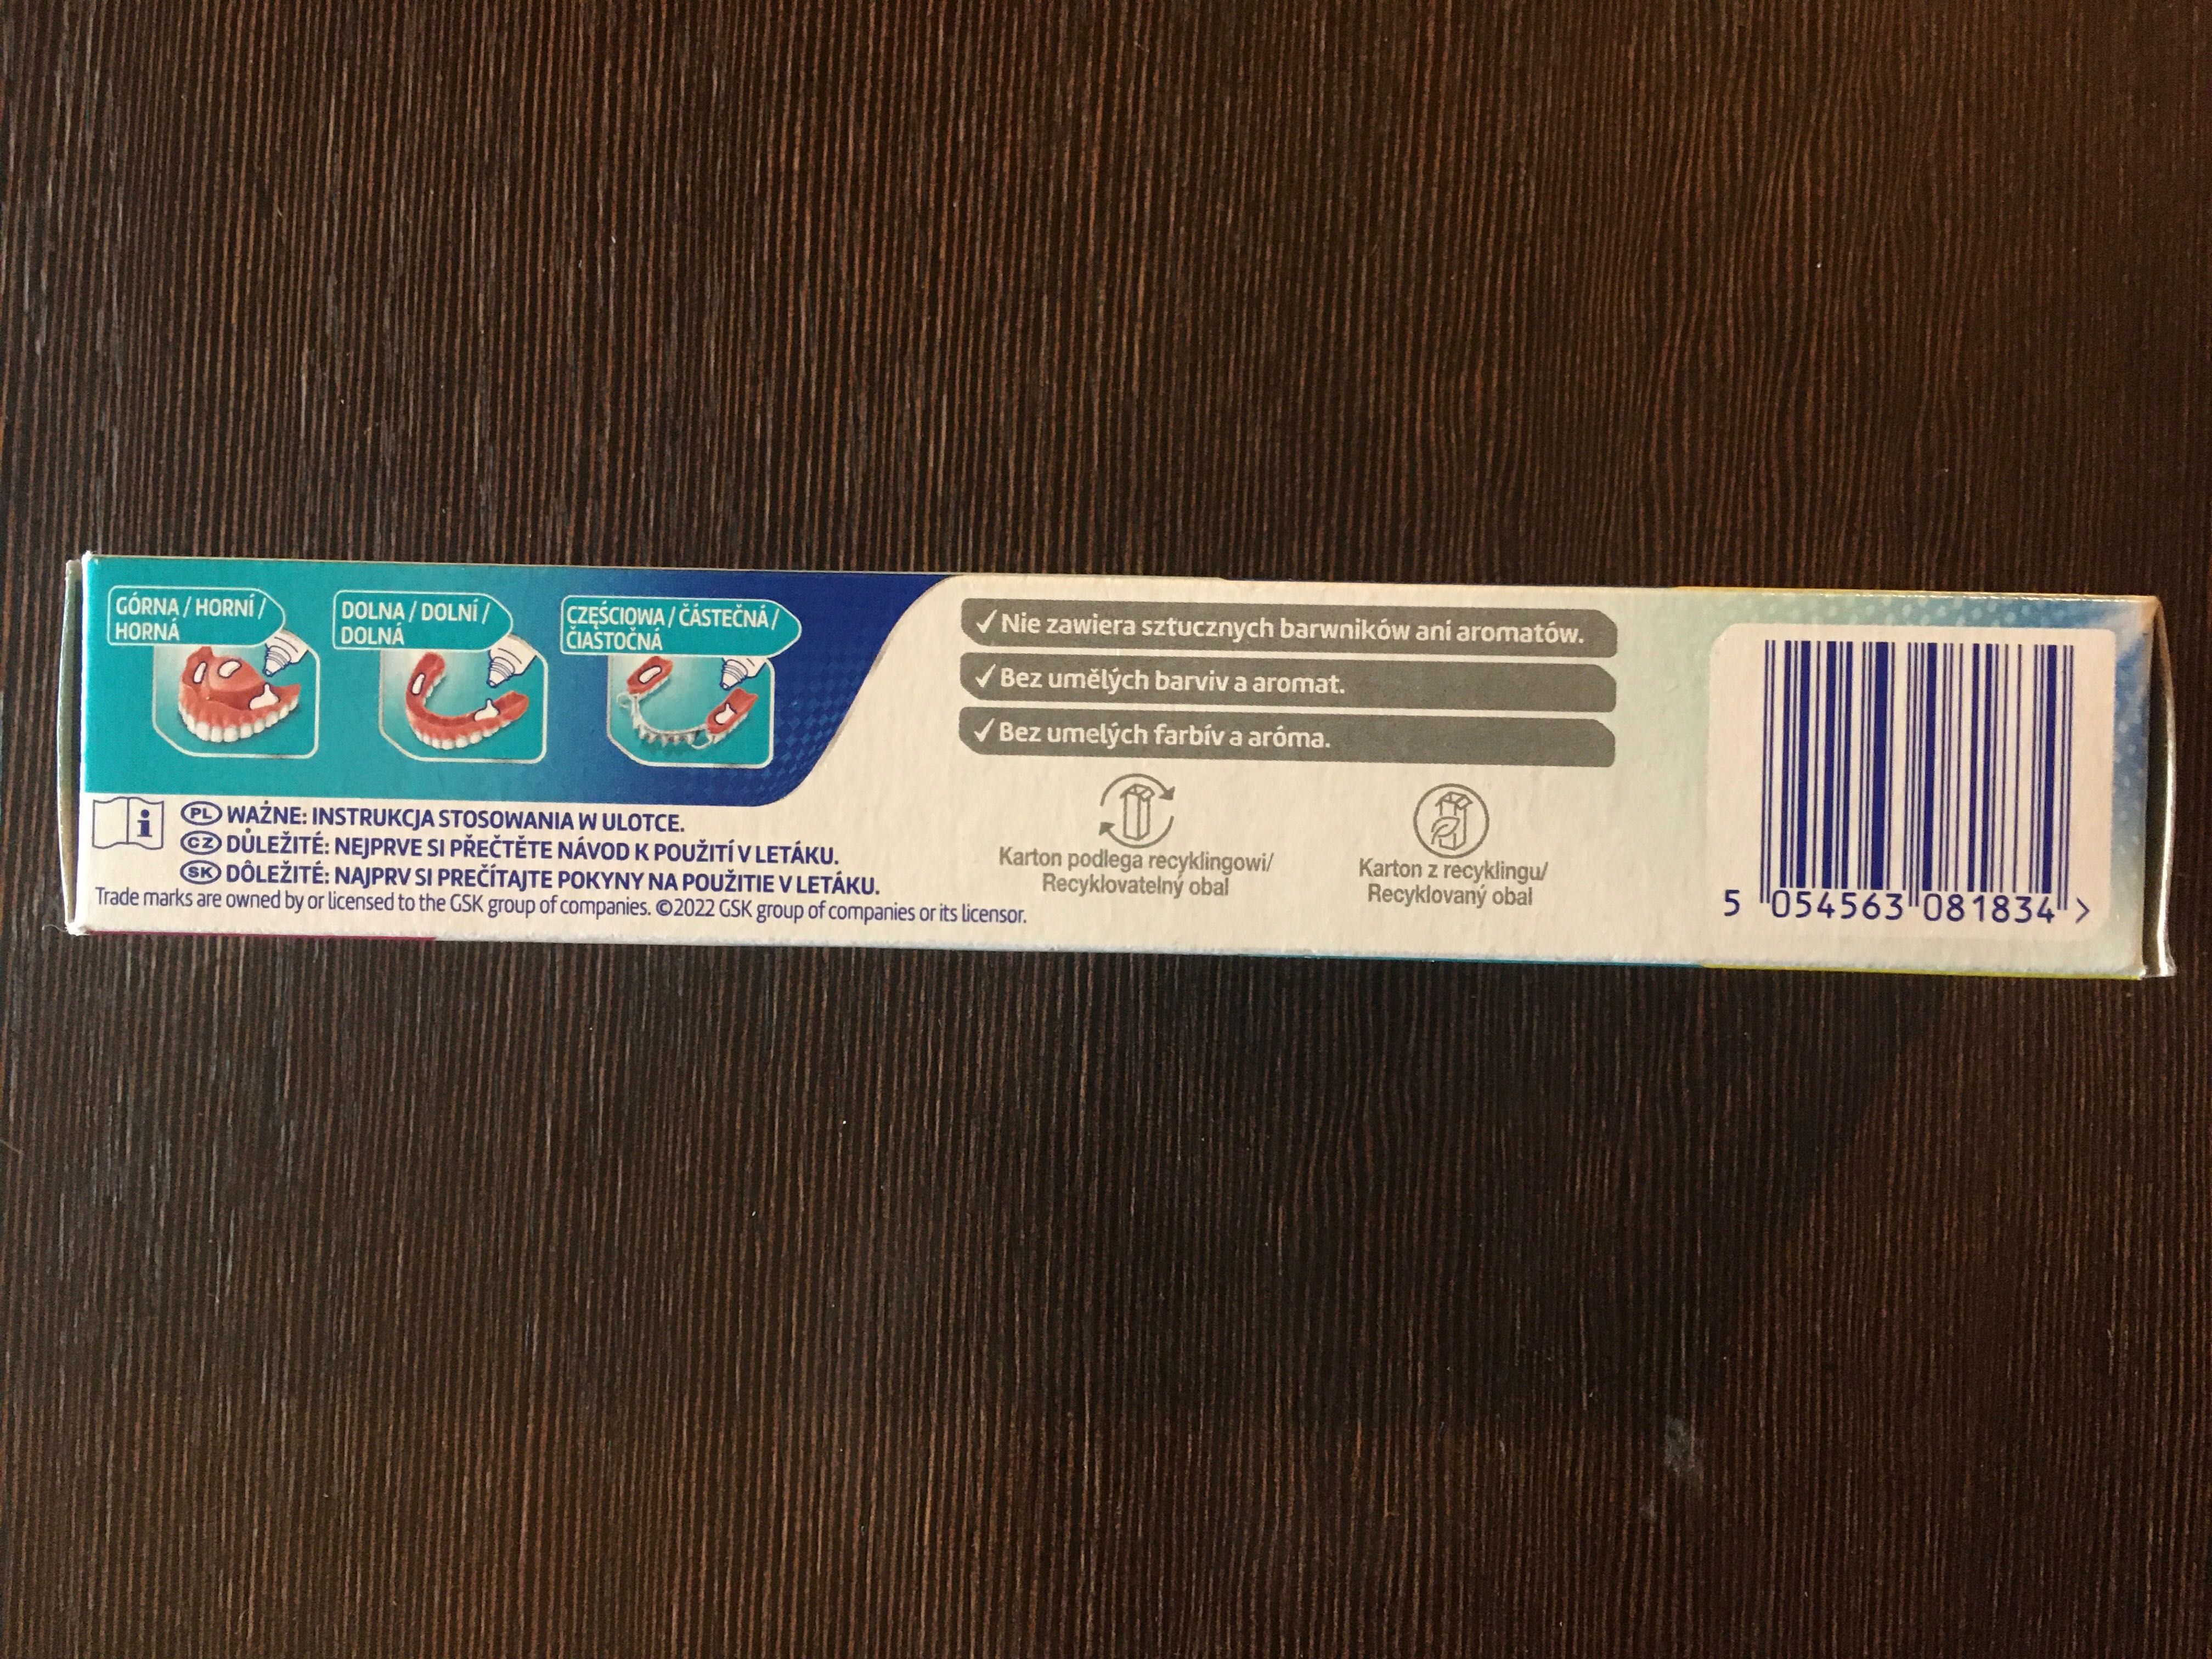 GÓRNA / HORNÍ /
HORNÁ
DOLNA / DOLNÍ /
DOLNÁ
CZĘŚCIOWA / ČÁSTEČNÁ /
ČIASTOČNÁ
PL WAŻNE: INSTRUKCJA STOSOWANIA W ULOTCE.
CZ DŮLEŽITÉ: NEJPRVE SI PŘEČTĚTE NÁVOD K POUŽITÍ V LETÁKU.
SK DÔLEŽITÉ: NAJPRV SI PREČÍTAJTE POKYNY NA POUŽITIE V LETÁKU.
Trade marks are owned by or licensed to the GSK group of companies. ©2022 GSK group of companies or its licensor.
✓ Nie zawiera sztucznych barwników ani aromatów.
✓ Bez umělých barviv a aromat.
✓ Bez umelých farbív a aróma.
Karton podlega recyklingowi/
Recyklovatelný obal
Karton z recyklingu/
Recyklovaný obal
5 054563 081834 >